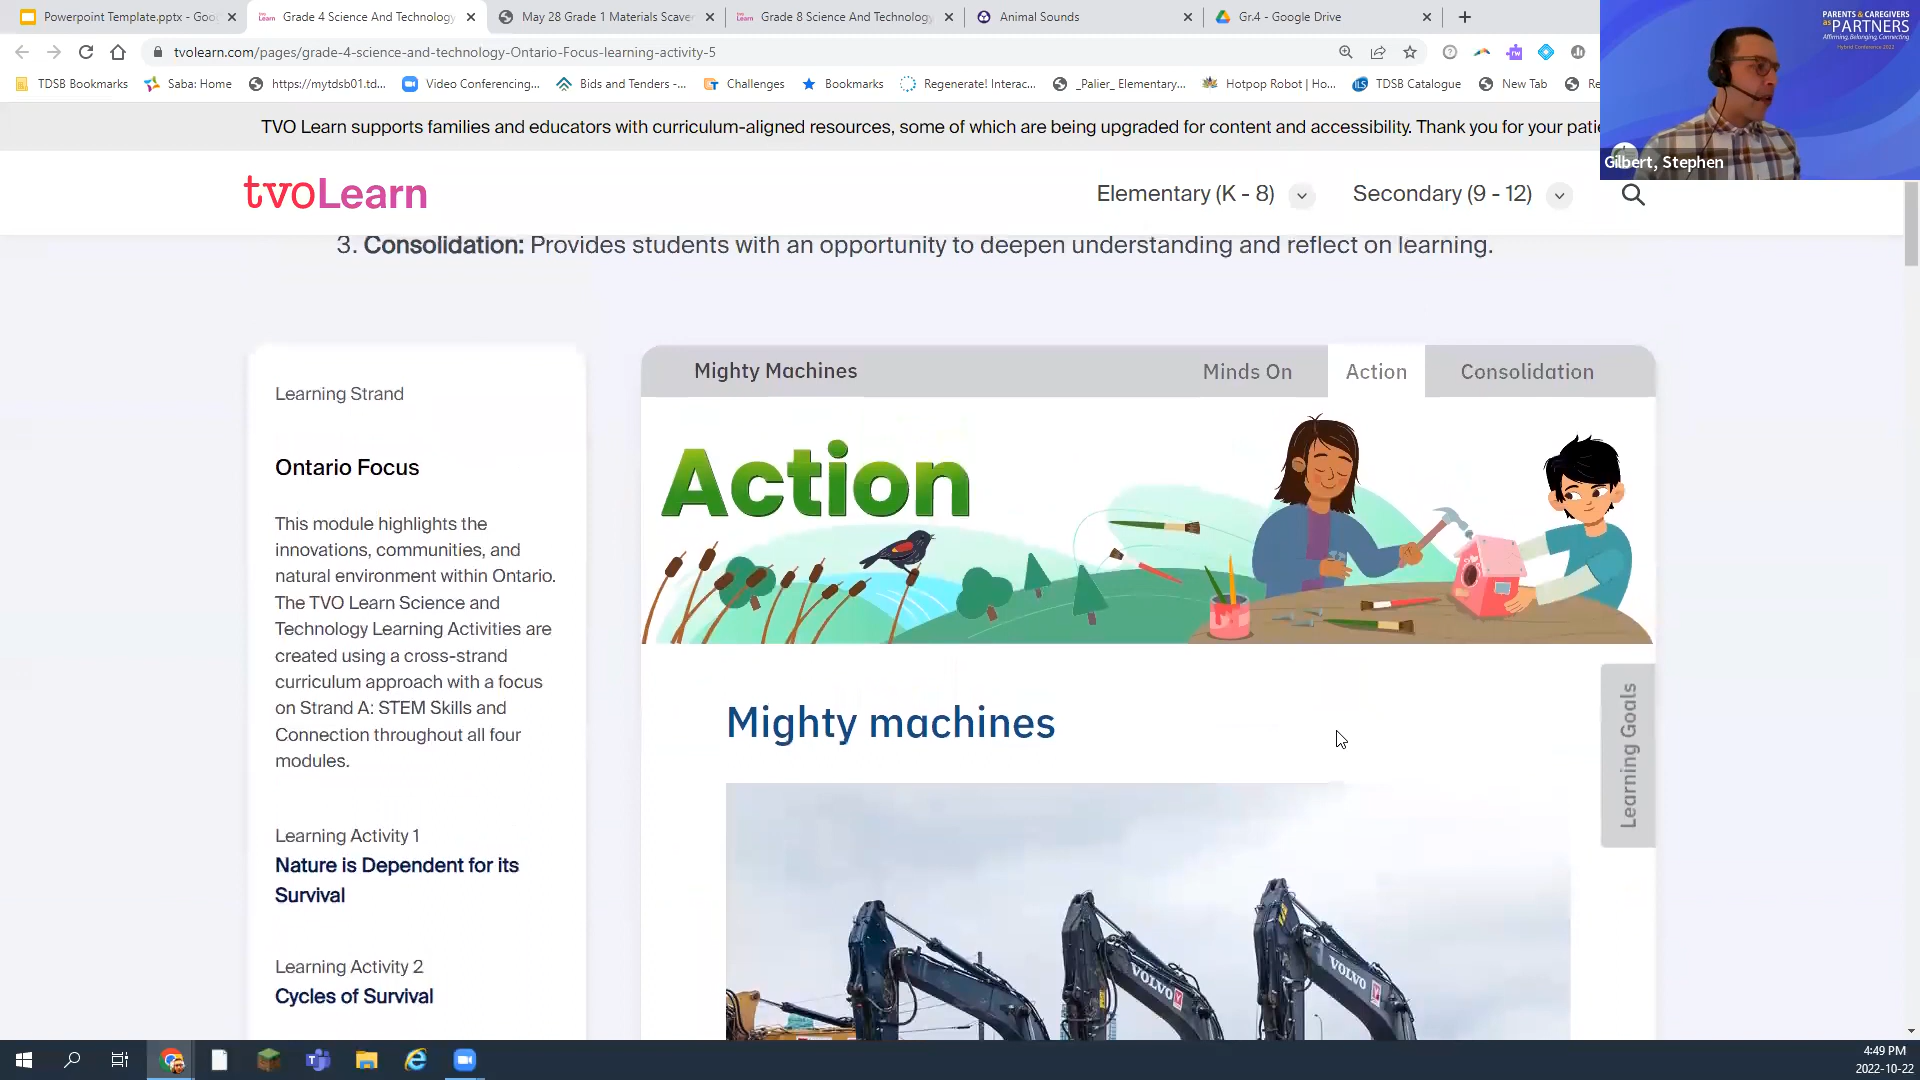 Powerpoint Template.pptx - Goo
Grade 4 Science And Technology
May 28 Grade 1 Materials Scave
Grade 8 Science And Technology
Animal Sounds
Gr.4 - Google Drive
tvolearn.com/pages/grade-4-science-and-technology-Ontario-Focus-learning-activity-5
TDSB Bookmarks
Saba: Home
https://mytdsb01.td...
Video Conferencing...
Bids and Tenders -...
Challenges
Bookmarks
Regenerate! Interac...
_Palier_ Elementary...
Hotpop Robot | Ho...
TDSB Catalogue
New Tab
Re
PARENTS & CAREGIVERS
as PARTNERS
Affirming, Belonging, Connecting
Hybrid Conference 2022
Gilbert, Stephen
TVO Learn supports families and educators with curriculum-aligned resources, some of which are being upgraded for content and accessibility. Thank you for your patie
tvoLearn
Elementary (K - 8)
Secondary (9 - 12)
3. Consolidation: Provides students with an opportunity to deepen understanding and reflect on learning.
Learning Strand
Ontario Focus
This module highlights the
innovations, communities, and
natural environment within Ontario.
The TVO Learn Science and
Technology Learning Activities are
created using a cross-strand
curriculum approach with a focus
on Strand A: STEM Skills and
Connection throughout all four
modules.
Learning Activity 1
Nature is Dependent for its
Survival
Learning Activity 2
Cycles of Survival
Mighty Machines
Minds On
Action
Consolidation
Action
Mighty machines
Learning Goals
VOLVO
VOLVO
4:49 PM
2022-10-22